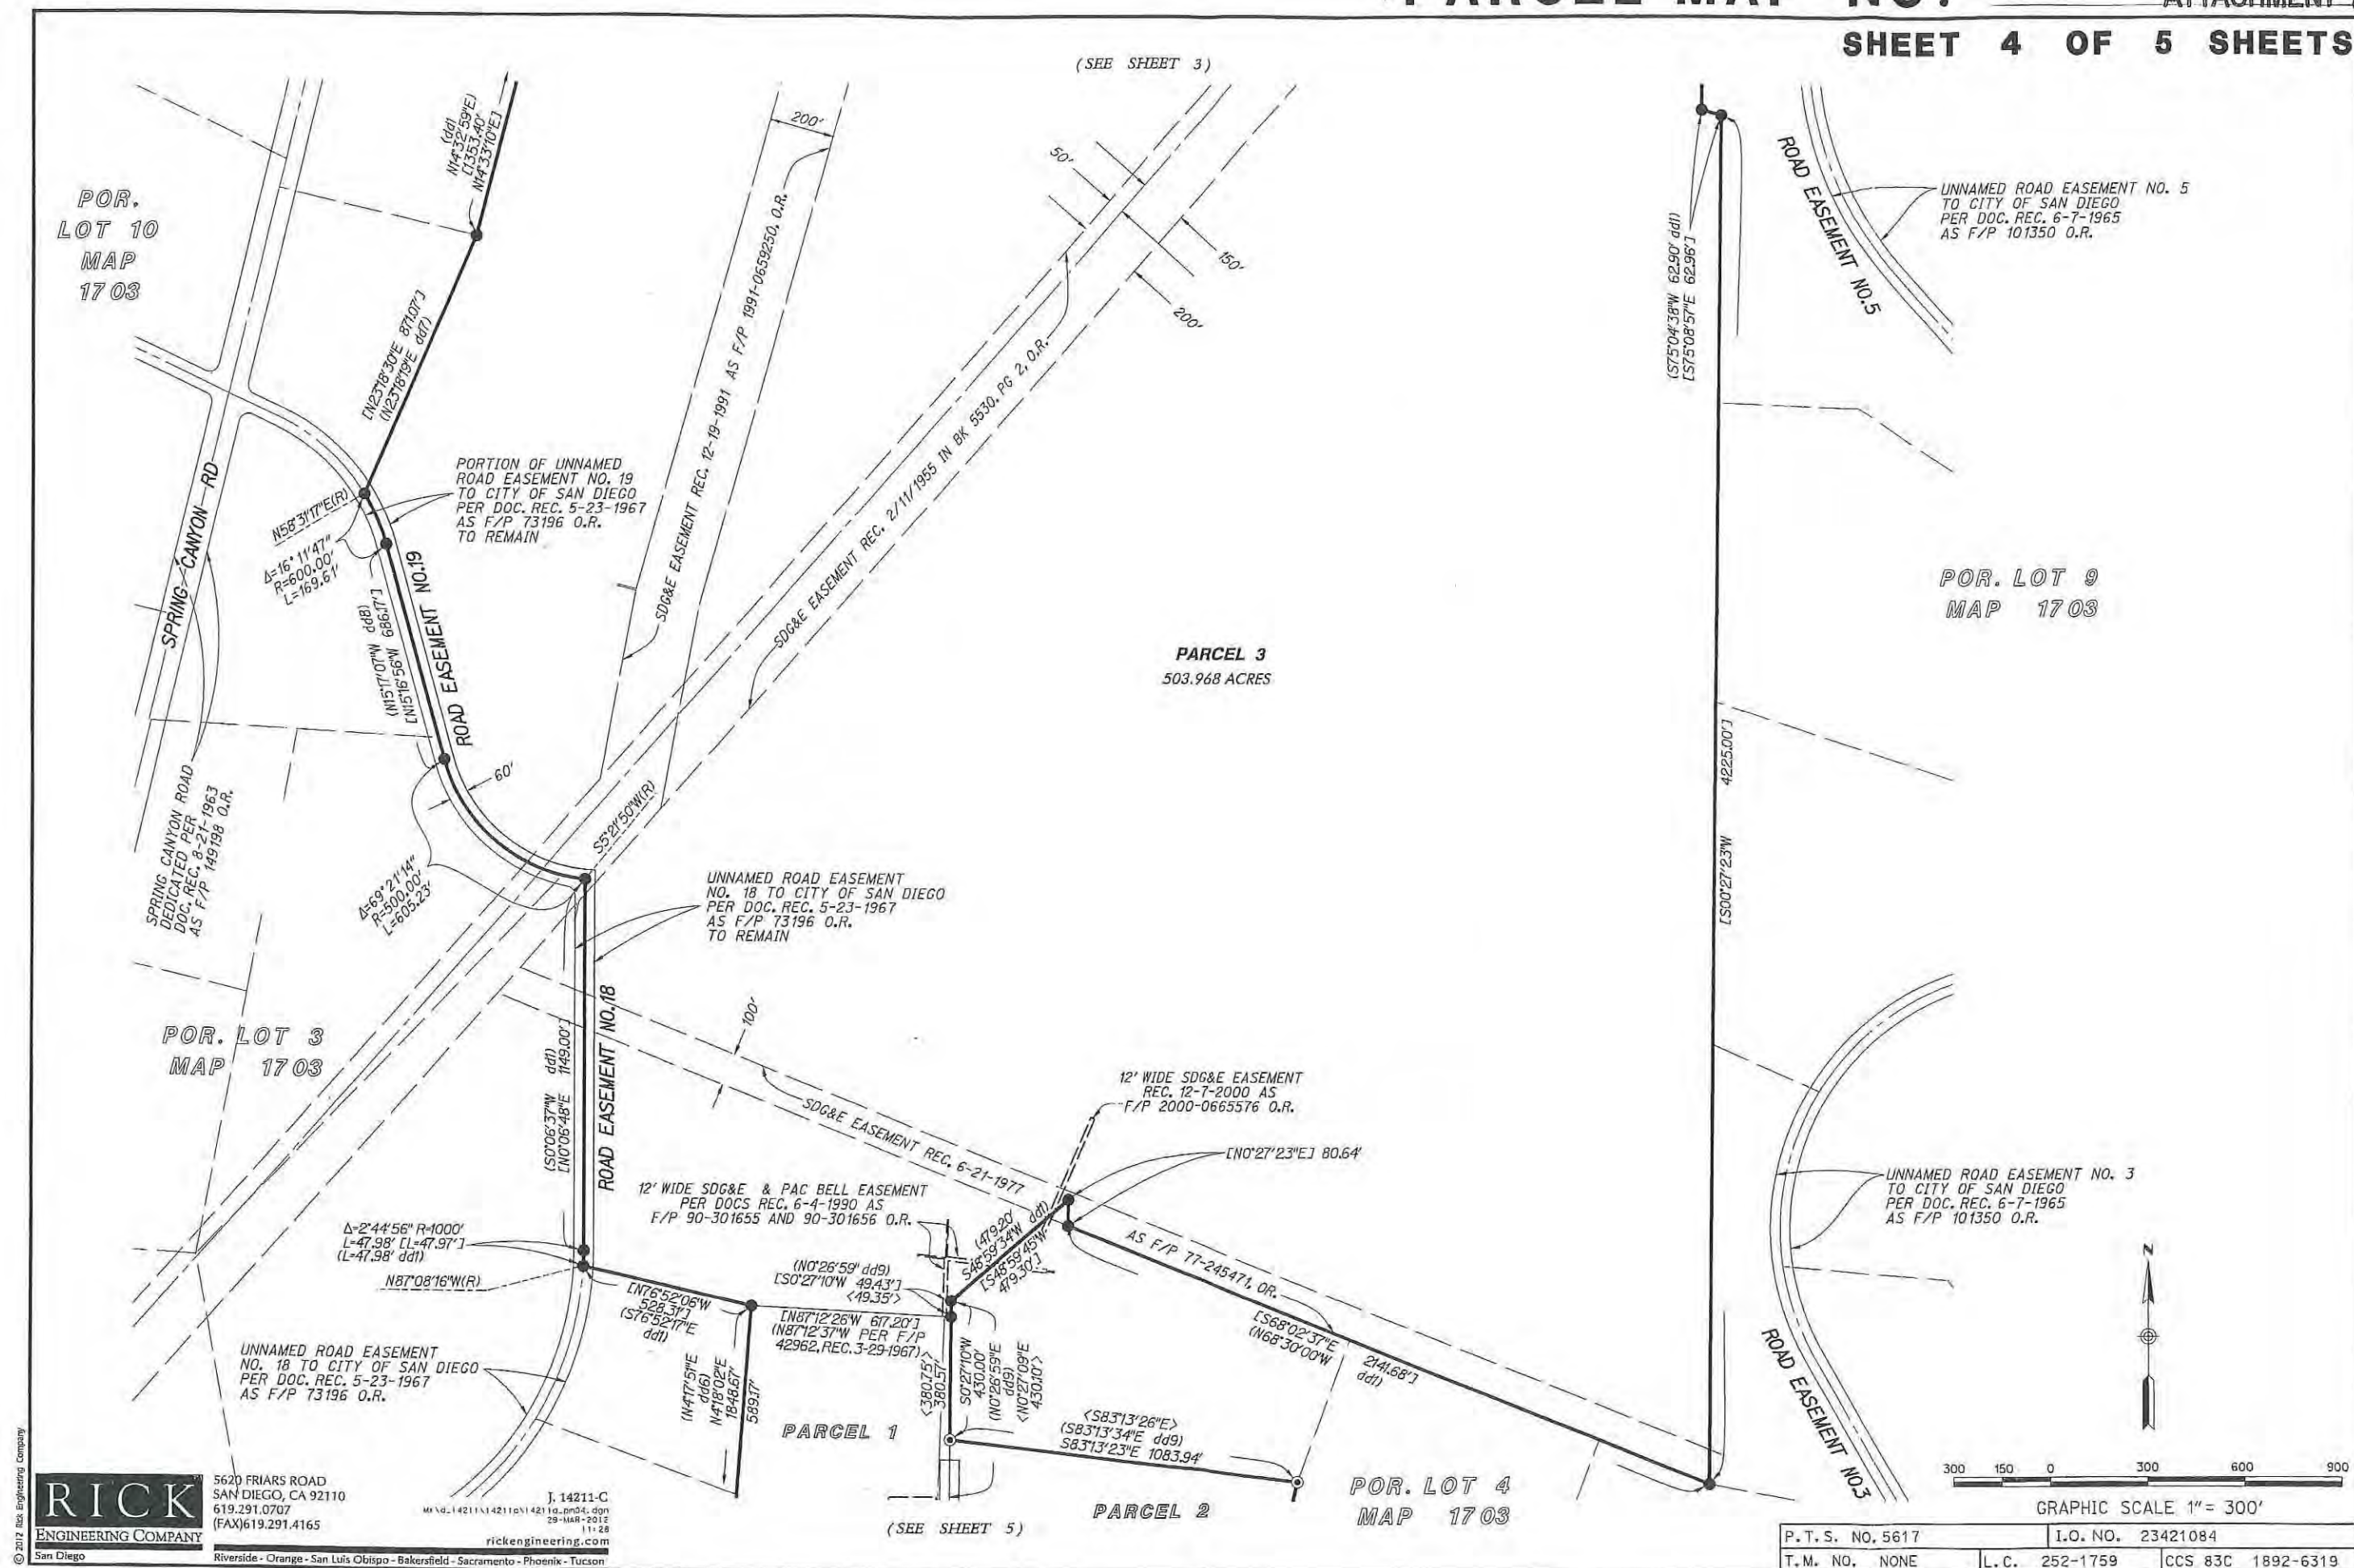 PARCEL MAP NO.
ATTACHMENT
SHEET 4 OF 5 SHEETS
(SEE SHEET 3)
POR.
LOT 10
MAP
1703
(dd1)
N14°32'59"E)
[1353.40'
N14°33'10"E]
[N23°18'30"E 871.07']
(N23°18'19"E dd7)
200'
50'
150'
200'
SDG&E EASEMENT REC. 12-19-1991 AS F/P 1991-0659250, O.R.
SDG&E EASEMENT REC. 2/11/1955 IN BK 5530, PG 2, O.R.
(S75°04'38"W 62.90' dd1)
[S75°08'57"E 62.96']
ROAD EASEMENT NO.5
UNNAMED ROAD EASEMENT NO. 5
TO CITY OF SAN DIEGO
PER DOC. REC. 6-7-1965
AS F/P 101350 O.R.
PORTION OF UNNAMED
ROAD EASEMENT NO. 19
TO CITY OF SAN DIEGO
PER DOC. REC. 5-23-1967
AS F/P 73196 O.R.
TO REMAIN
SPRING CANYON RD
N58°31'17"E(R)
Δ=16°11'47"
R=600.00'
L=169.61'
(N15°17'07"W dd8)
[N15°16'56"W 686.17']
ROAD EASEMENT NO.19
POR. LOT 9
MAP 1703
PARCEL 3
503.968 ACRES
[S00°27'23"W 4225.00']
60'
SPRING CANYON ROAD
DEDICATED PER
DOC. REC. 8-21-1963
AS F/P 149198 O.R.
Δ=69°21'14"
R=500.00'
L=605.23'
S5°21'50"W(R)
UNNAMED ROAD EASEMENT
NO. 18 TO CITY OF SAN DIEGO
PER DOC. REC. 5-23-1967
AS F/P 73196 O.R.
TO REMAIN
POR. LOT 3
MAP 1703
(S0°06'37"W dd1)
[N0°06'48"E 1149.00']
ROAD EASEMENT NO.18
100'
SDG&E EASEMENT REC. 6-21-1977
AS F/P 77-245471, OR.
12' WIDE SDG&E EASEMENT
REC. 12-7-2000 AS
F/P 2000-0665576 O.R.
[N0°27'23"E] 80.64'
12' WIDE SDG&E & PAC BELL EASEMENT
PER DOCS REC. 6-4-1990 AS
F/P 90-301655 AND 90-301656 O.R.
(479.20'
S48°59'34"W dd1)
[S48°59'45"W
479.30']
Δ=2°44'56" R=1000'
L=47.98' [L=47.97']
(L=47.98' dd1)
N87°08'16"W(R)
(N0°26'59" dd9)
[S0°27'10"W 49.43']
<49.35'>
[N76°52'06"W
528.31']
(S76°52'17"E
dd1)
[N87°12'26"W 617.20']
(N87°12'37"W PER F/P
42962, REC. 3-29-1967)
UNNAMED ROAD EASEMENT NO. 3
TO CITY OF SAN DIEGO
PER DOC. REC. 6-7-1965
AS F/P 101350 O.R.
ROAD EASEMENT NO.3
N
UNNAMED ROAD EASEMENT
NO. 18 TO CITY OF SAN DIEGO
PER DOC. REC. 5-23-1967
AS F/P 73196 O.R.
(N4°17'51"E
dd6)
N4°18'02"E
1848.67'
589.17'
<380.75'>
380.57'
S0°27'10"W
430.00'
(N0°26'59"E
dd9)
<N0°27'09"E
430.10'>
[S68°02'37"E 2141.68']
(N68°30'00"W dd1)
PARCEL 1
<S83°13'26"E>
(S83°13'34"E dd9)
S83°13'23"E 1083.94'
PARCEL 2
POR. LOT 4
MAP 1703
(SEE SHEET 5)
300 150 0 300 600 900
GRAPHIC SCALE 1"= 300'
© 2012 Rick Engineering Company
RICK
ENGINEERING COMPANY
5620 FRIARS ROAD
SAN DIEGO, CA 92110
619.291.0707
(FAX)619.291.4165
J. 14211-C
29-MAR-2012
11:28
rickengineering.com
San Diego
Riverside - Orange - San Luis Obispo - Bakersfield - Sacramento - Phoenix - Tucson
P.T.S. NO. 5617
I.O. NO. 23421084
T.M. NO. NONE
L.C. 252-1759
CCS 83C 1892-6319